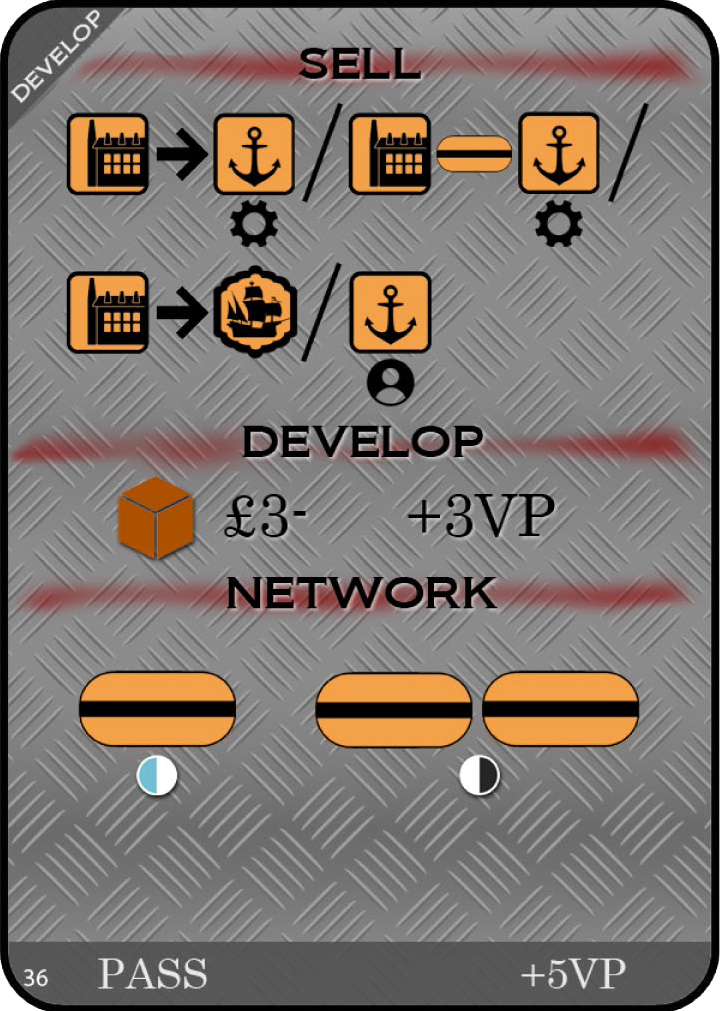 DEVELOP
SELL
DEVELOP
£3- +3VP
NETWORK
36 PASS +5VP